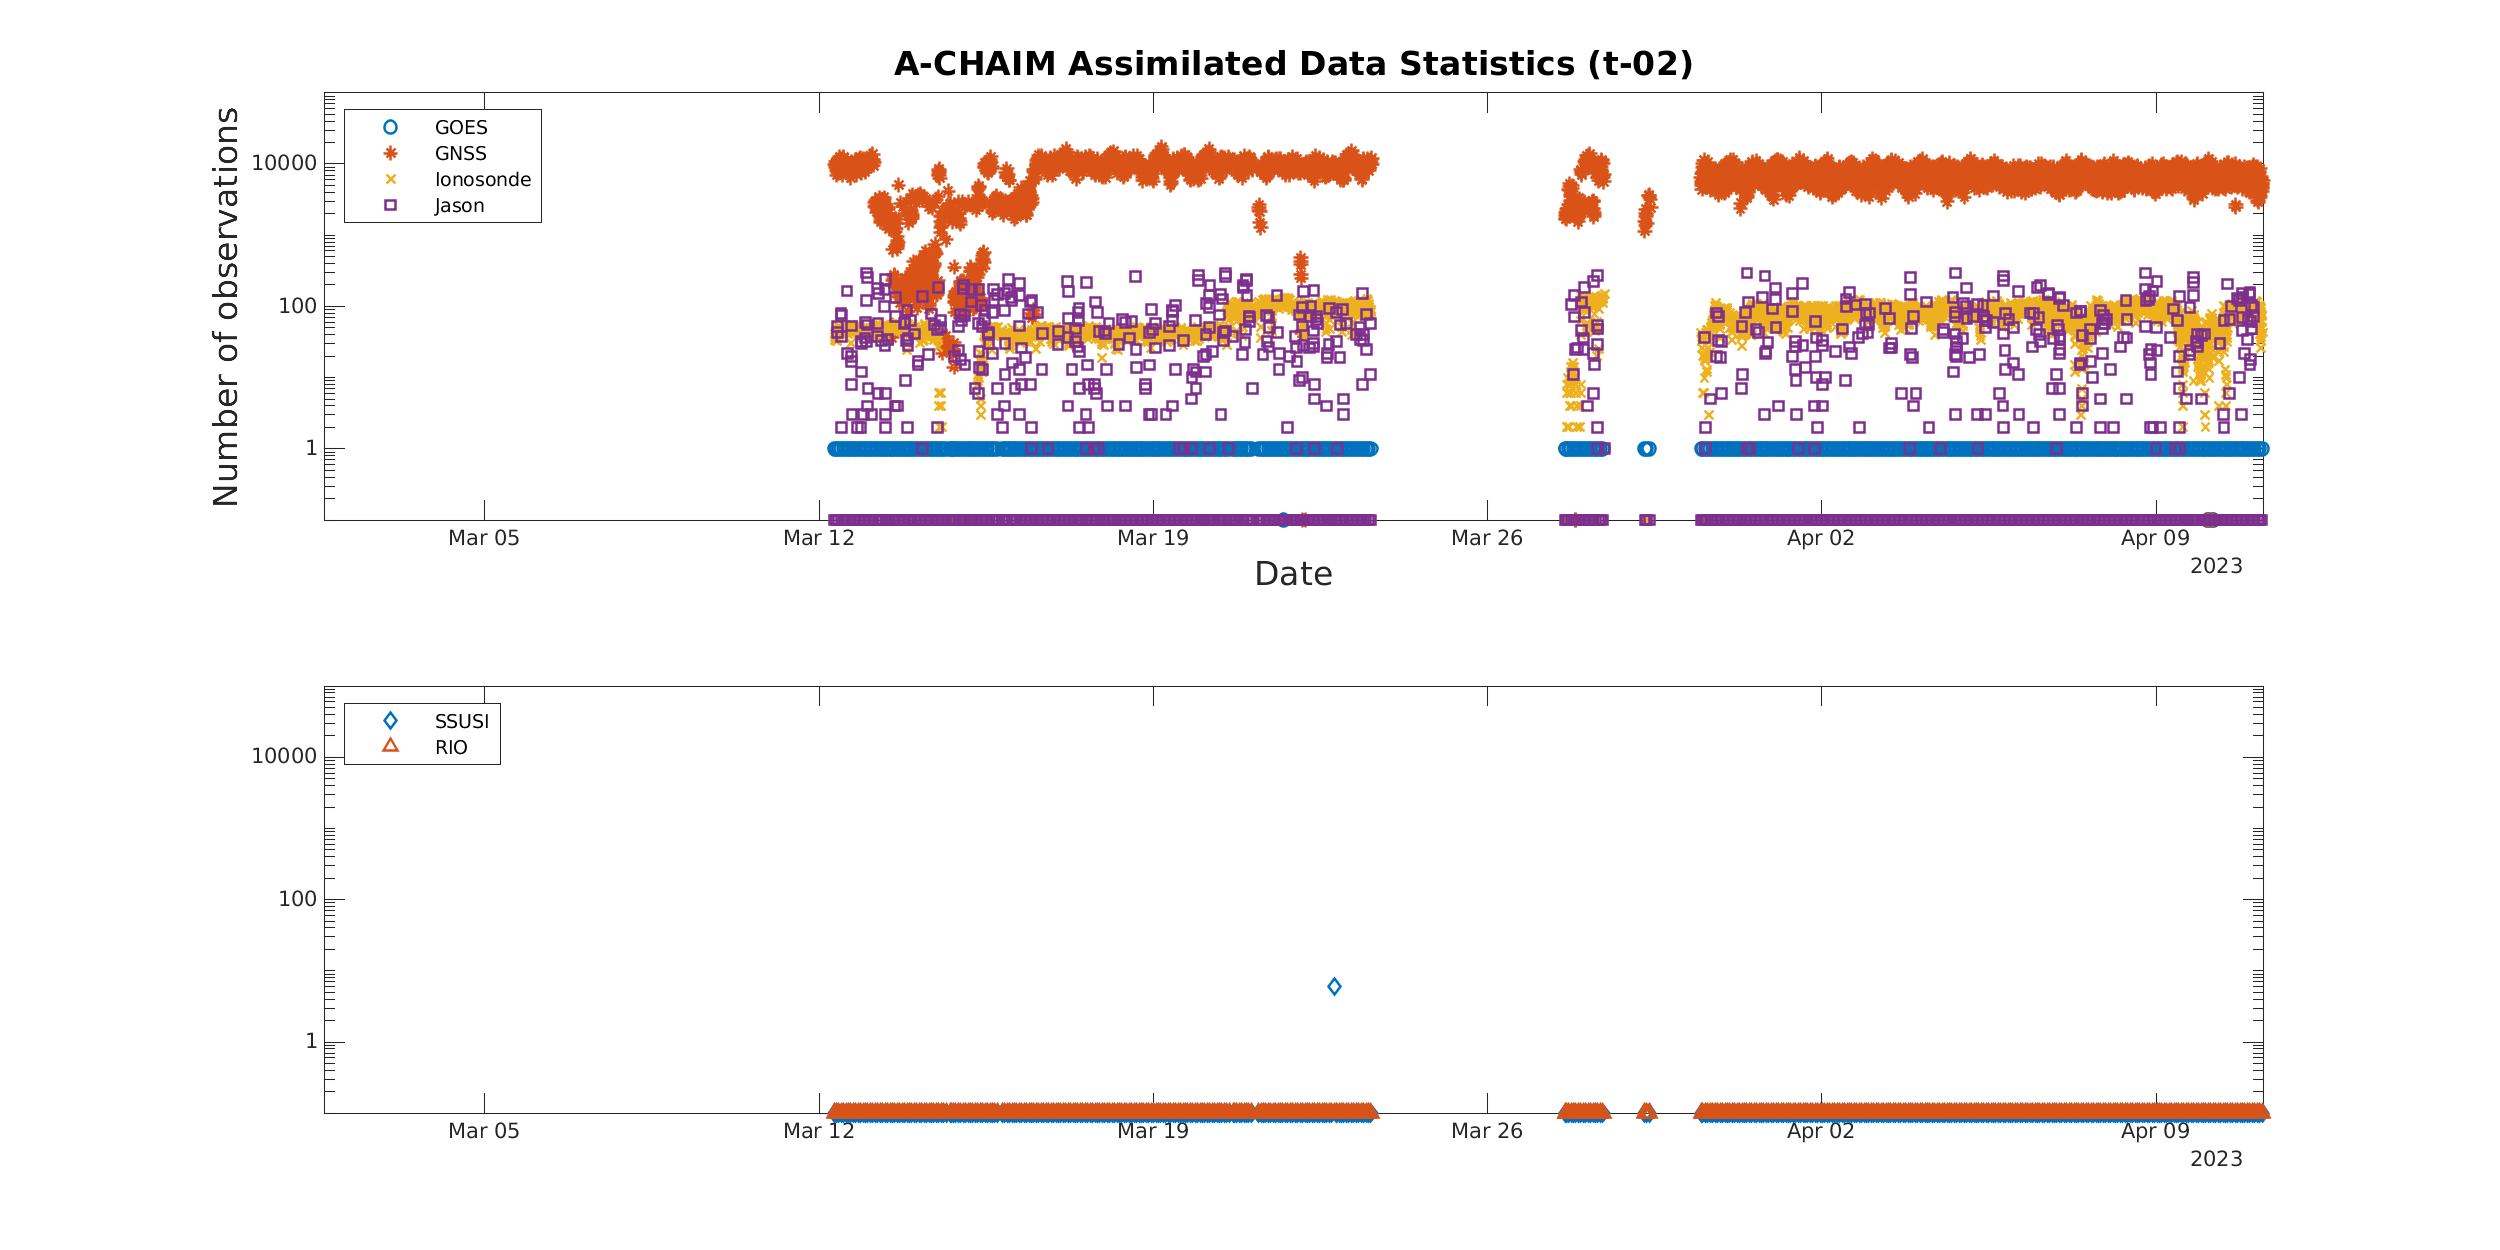 A-CHAIM Assimilated Data Statistics (t-02)
Number of observations
10000
100
1
GOES
GNSS
Ionosonde
Jason
Mar 05 Mar 12 Mar 19 Mar 26 Apr 02 Apr 09
2023
Date
10000
100
1
SSUSI
RIO
Mar 05 Mar 12 Mar 19 Mar 26 Apr 02 Apr 09
2023